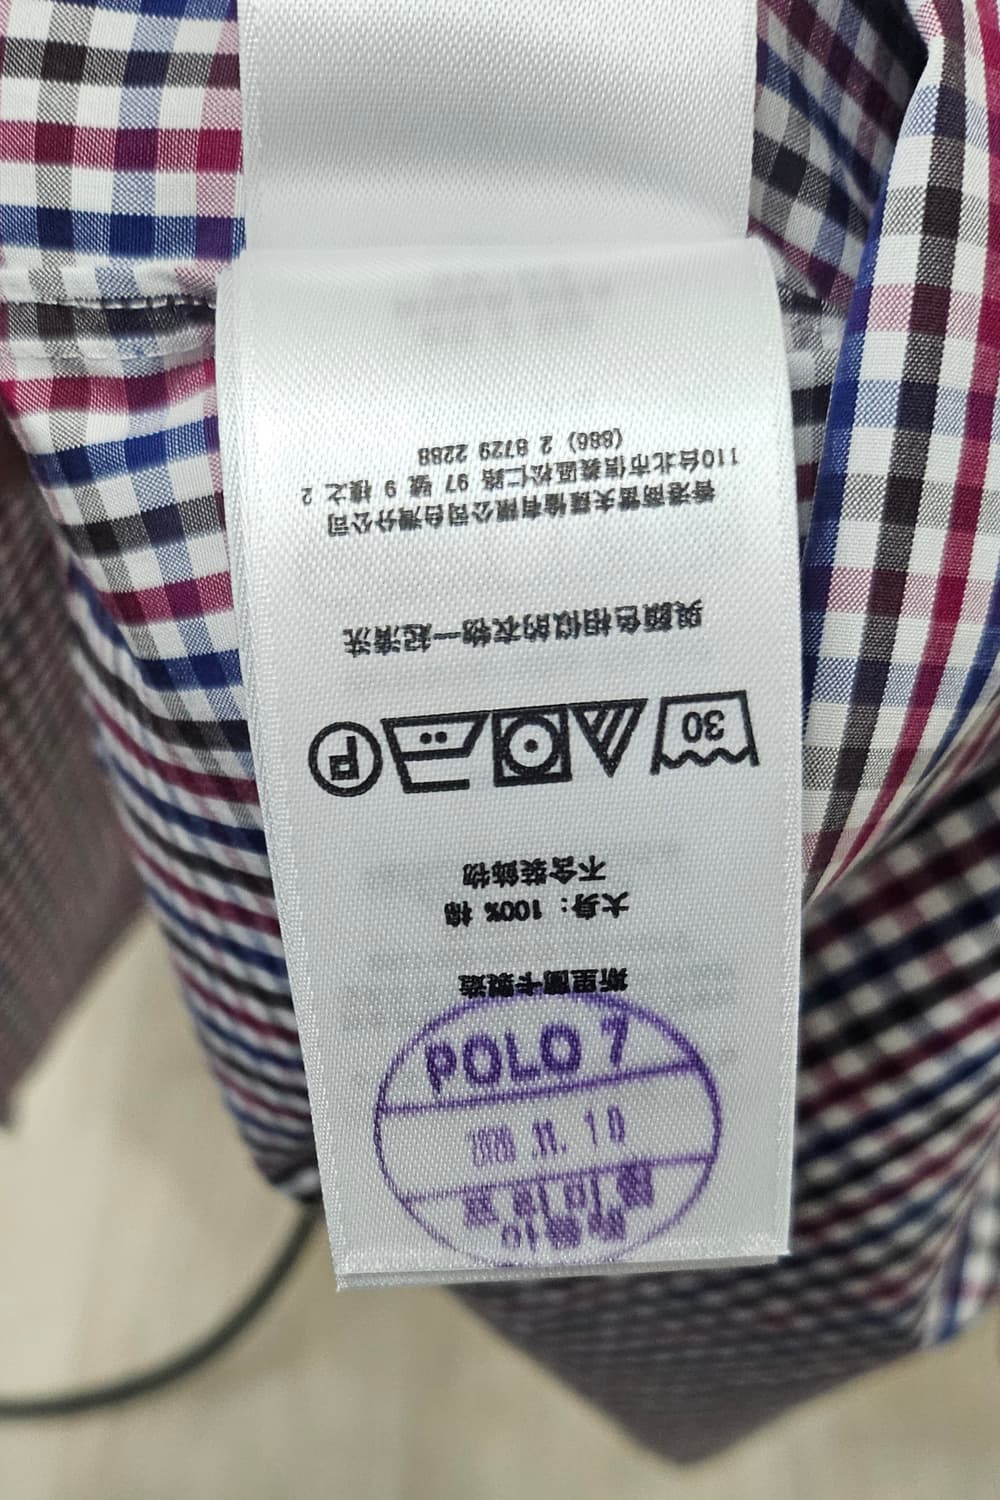 斯里蘭卡製造
大身: 100% 棉
不含裝飾物
30
P
與顏色相似的衣物一起清洗
香港商雷夫羅倫有限公司台灣分公司
110台北市信義區松仁路 97 號 9 樓之 2
(886) 2 8729 2288
POLO 7
10